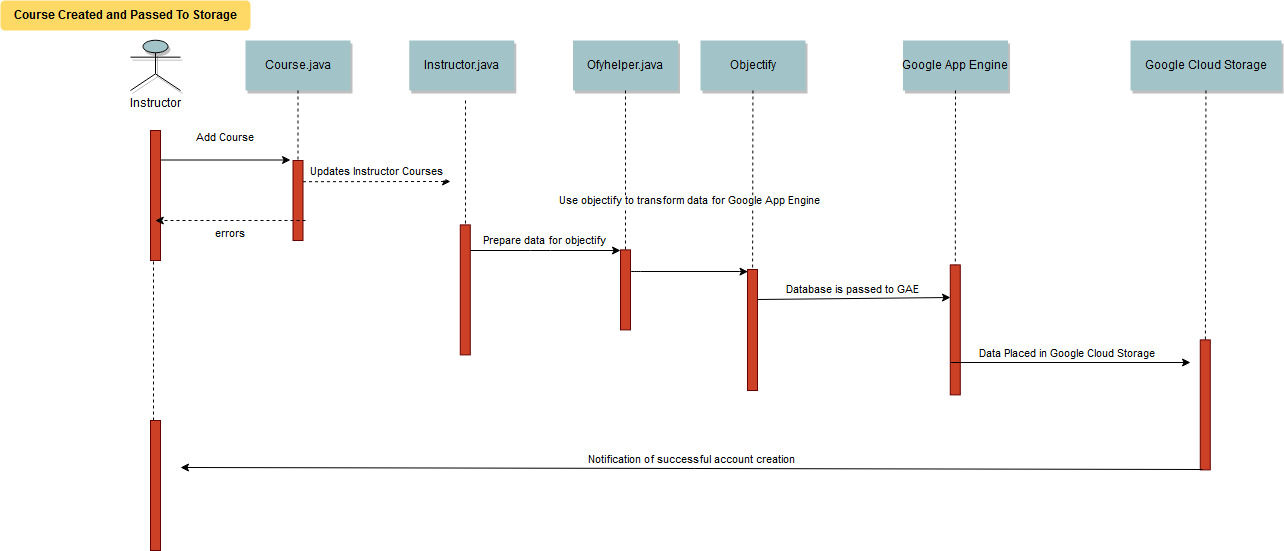 Course Created and Passed To Storage
Instructor
Course.java
Instructor.java
Ofyhelper.java
Objectify
Google App Engine
Google Cloud Storage
Add Course
Updates Instructor Courses
Use objectify to transform data for Google App Engine
errors
Prepare data for objectify
Database is passed to GAE
Data Placed in Google Cloud Storage
Notification of successful account creation